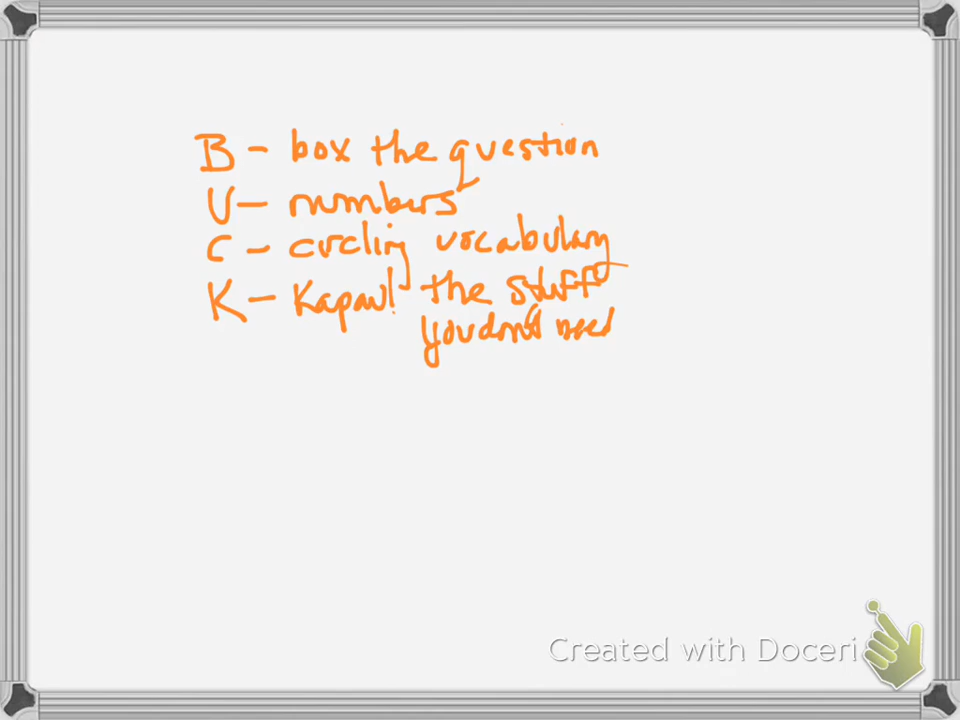 B - box the question
U - numbers
C - circling vocabulary
K - Kapow! the stuff
you don't need
Created with Doceri